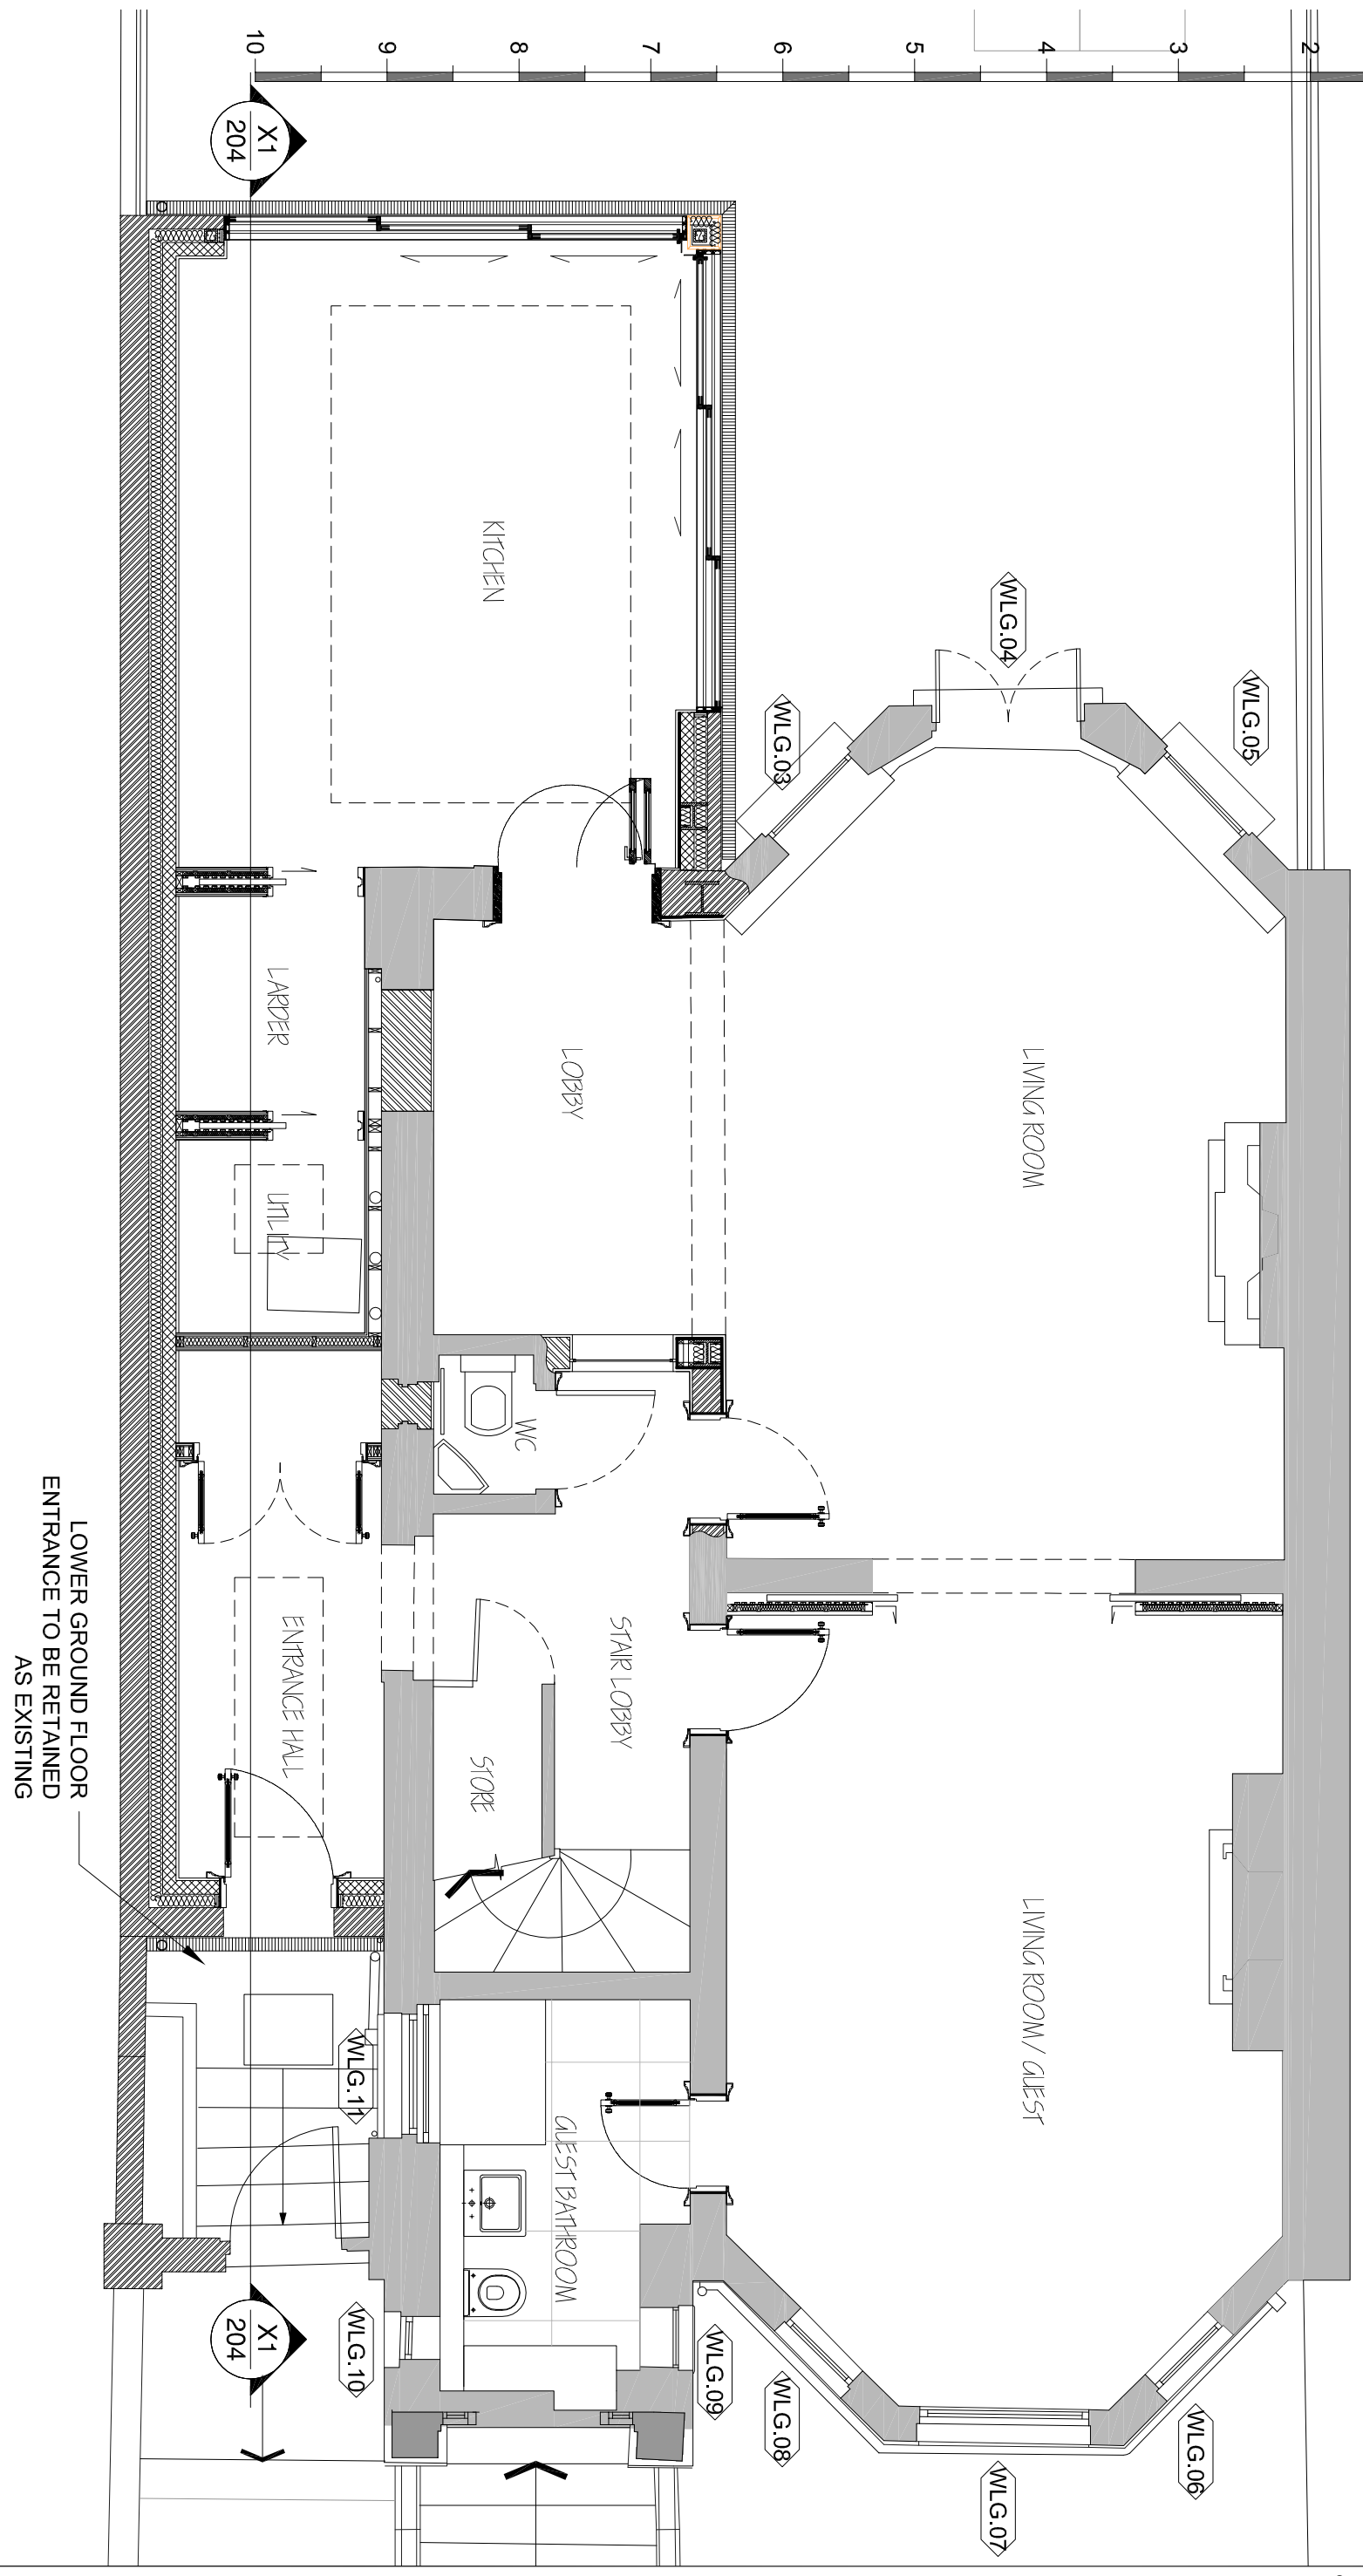 10
9
8
7
6
5
4
3
2
X1
204
WLG.04
WLG.05
WLG.03
KITCHEN
LARDER
LOBBY
LIVING ROOM
UTILITY
WC
ENTRANCE HALL
STAIR LOBBY
STORE
LIVING ROOM / GUEST
LOWER GROUND FLOOR
ENTRANCE TO BE RETAINED
AS EXISTING
WLG.11
GUEST BATHROOM
X1
204
WLG.10
WLG.09
WLG.08
WLG.07
WLG.06